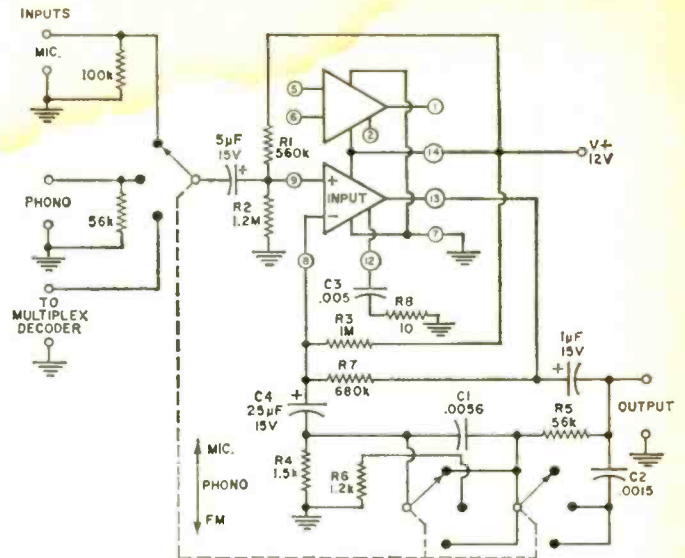 INPUTS
MIC.
100k
PHONO
56k
TO
MULTIPLEX
DECODER
5µF
15V
+
R1
560k
R2
1.2M
5
6
1
2
14
V+
12V
9
+
INPUT
−
13
7
8
12
C3
.005
R8
10
R3
1M
R7
680k
+
1µF
15V
OUTPUT
C4
25µF
15V
+
C1
.0056
R5
56k
R4
1.5k
R6
1.2k
C2
.0015
MIC.
PHONO
FM